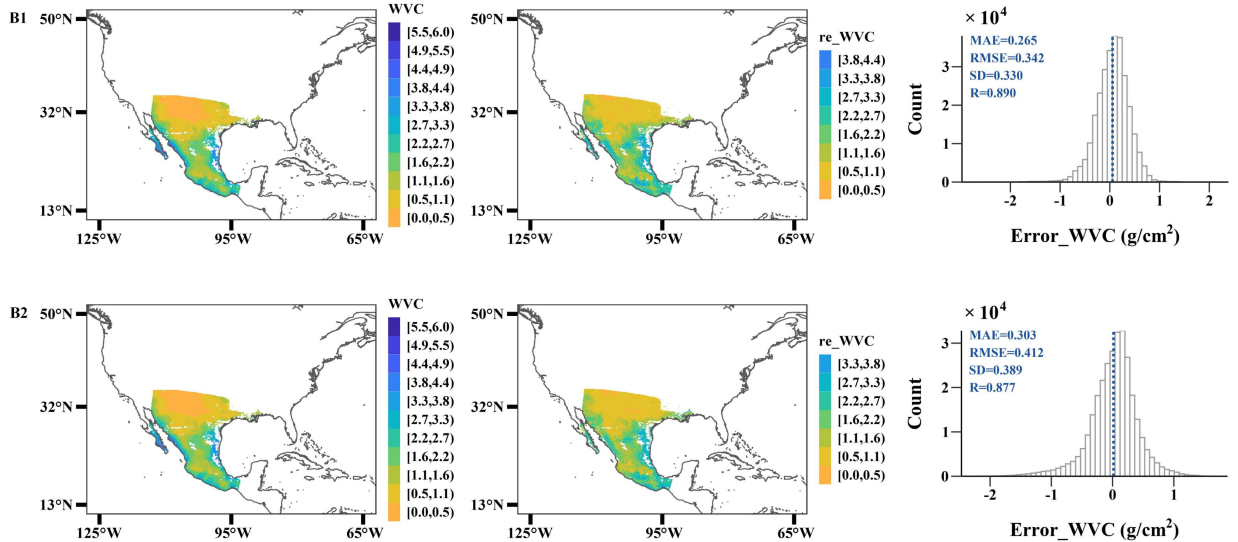 B1
50°N
32°N
13°N
125°W
95°W
65°W
WVC
[5.5,6.0)
[4.9,5.5)
[4.4,4.9)
[3.8,4.4)
[3.3,3.8)
[2.7,3.3)
[2.2,2.7)
[1.6,2.2)
[1.1,1.6)
[0.5,1.1)
[0.0,0.5)
50°N
32°N
13°N
125°W
95°W
65°W
re_WVC
[3.8,4.4)
[3.3,3.8)
[2.7,3.3)
[2.2,2.7)
[1.6,2.2)
[1.1,1.6)
[0.5,1.1)
[0.0,0.5)
× 10⁴
MAE=0.265
RMSE=0.342
SD=0.330
R=0.890
Count
3
2
1
0
-2
-1
0
1
2
Error_WVC (g/cm²)
B2
50°N
32°N
13°N
125°W
95°W
65°W
WVC
[5.5,6.0)
[4.9,5.5)
[4.4,4.9)
[3.8,4.4)
[3.3,3.8)
[2.7,3.3)
[2.2,2.7)
[1.6,2.2)
[1.1,1.6)
[0.5,1.1)
[0.0,0.5)
50°N
32°N
13°N
125°W
95°W
65°W
re_WVC
[3.3,3.8)
[2.7,3.3)
[2.2,2.7)
[1.6,2.2)
[1.1,1.6)
[0.5,1.1)
[0.0,0.5)
× 10⁴
MAE=0.303
RMSE=0.412
SD=0.389
R=0.877
Count
3
2
1
0
-2
-1
0
1
Error_WVC (g/cm²)